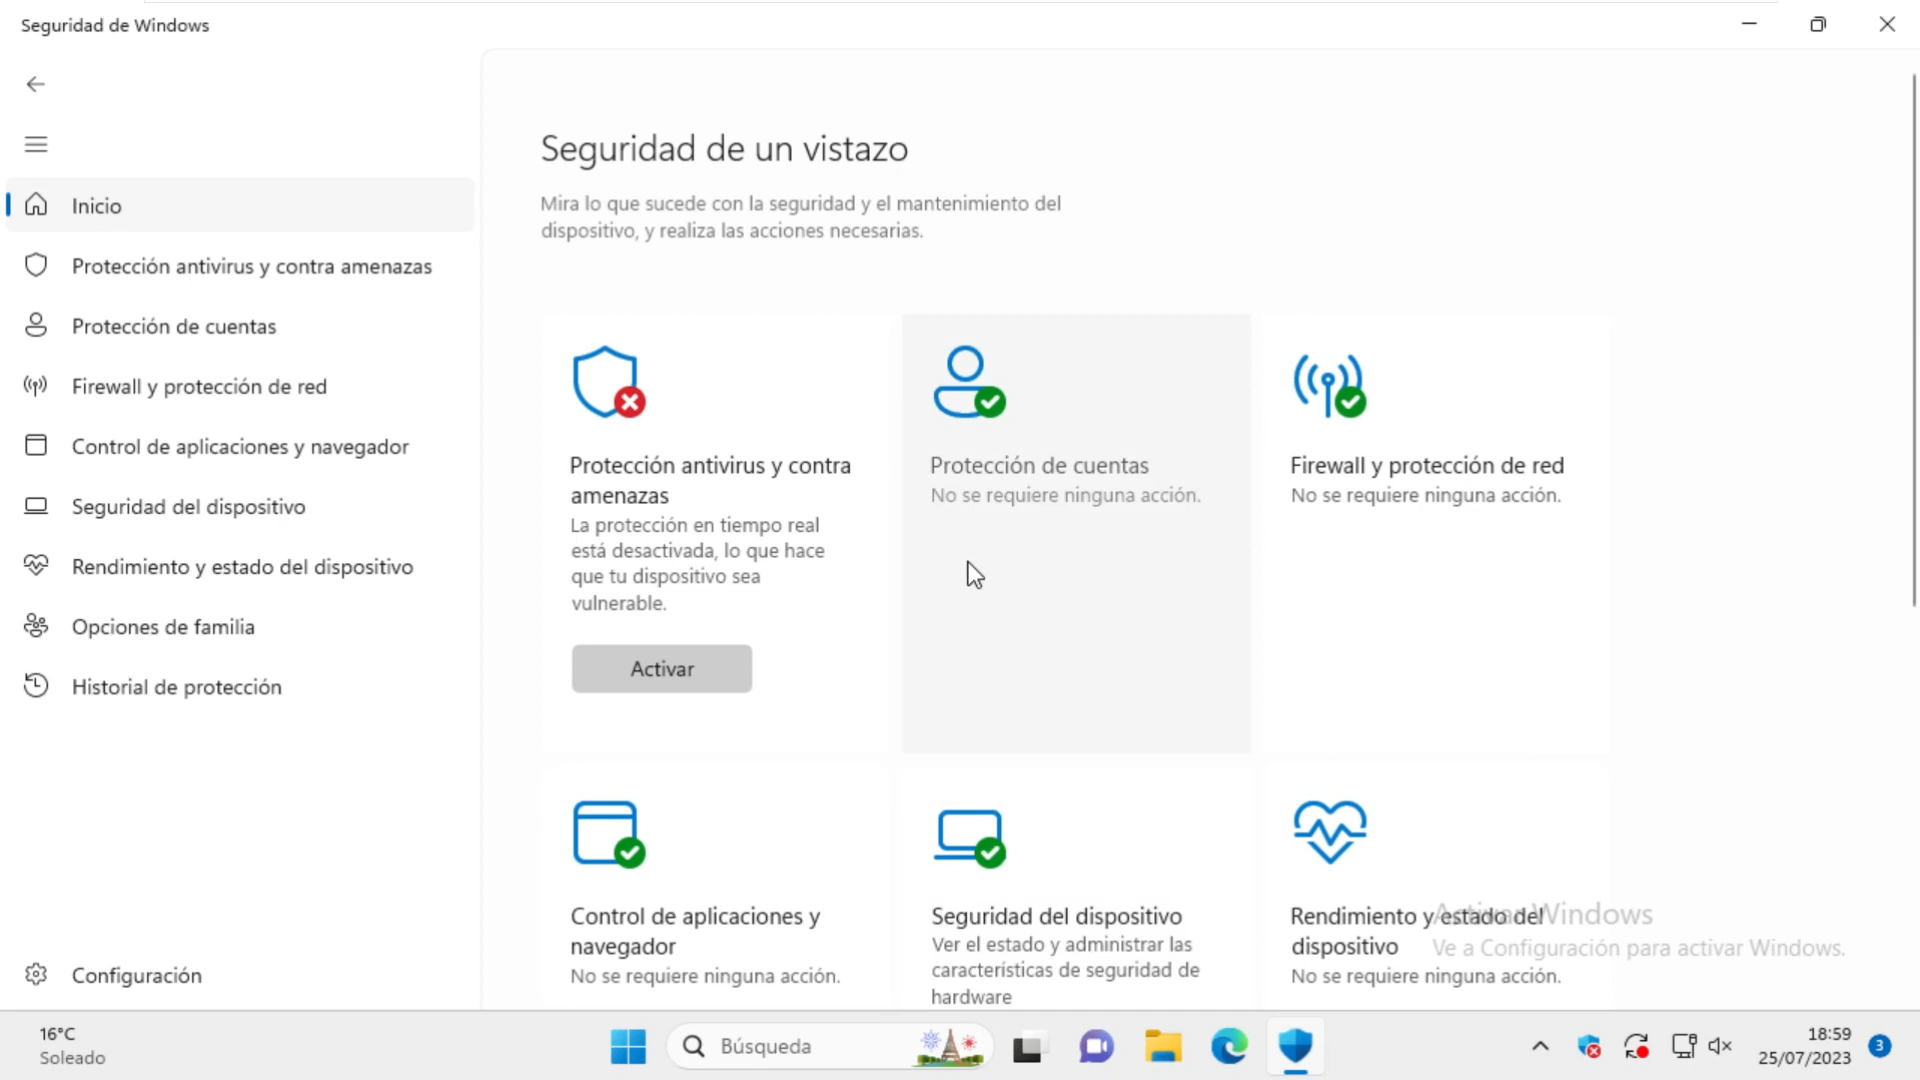 Seguridad de Windows
Inicio
Protección antivirus y contra amenazas
Protección de cuentas
Firewall y protección de red
Control de aplicaciones y navegador
Seguridad del dispositivo
Rendimiento y estado del dispositivo
Opciones de familia
Historial de protección
Configuración
Seguridad de un vistazo
Mira lo que sucede con la seguridad y el mantenimiento del
dispositivo, y realiza las acciones necesarias.
Protección antivirus y contra
amenazas
La protección en tiempo real
está desactivada, lo que hace
que tu dispositivo sea
vulnerable.
Activar
Protección de cuentas
No se requiere ninguna acción.
Firewall y protección de red
No se requiere ninguna acción.
Control de aplicaciones y
navegador
No se requiere ninguna acción.
Seguridad del dispositivo
Ver el estado y administrar las
características de seguridad de
hardware
Rendimiento y estado del
dispositivo
No se requiere ninguna acción.
Activar Windows
Ve a Configuración para activar Windows.
16°C
Soleado
Búsqueda
18:59
25/07/2023
3